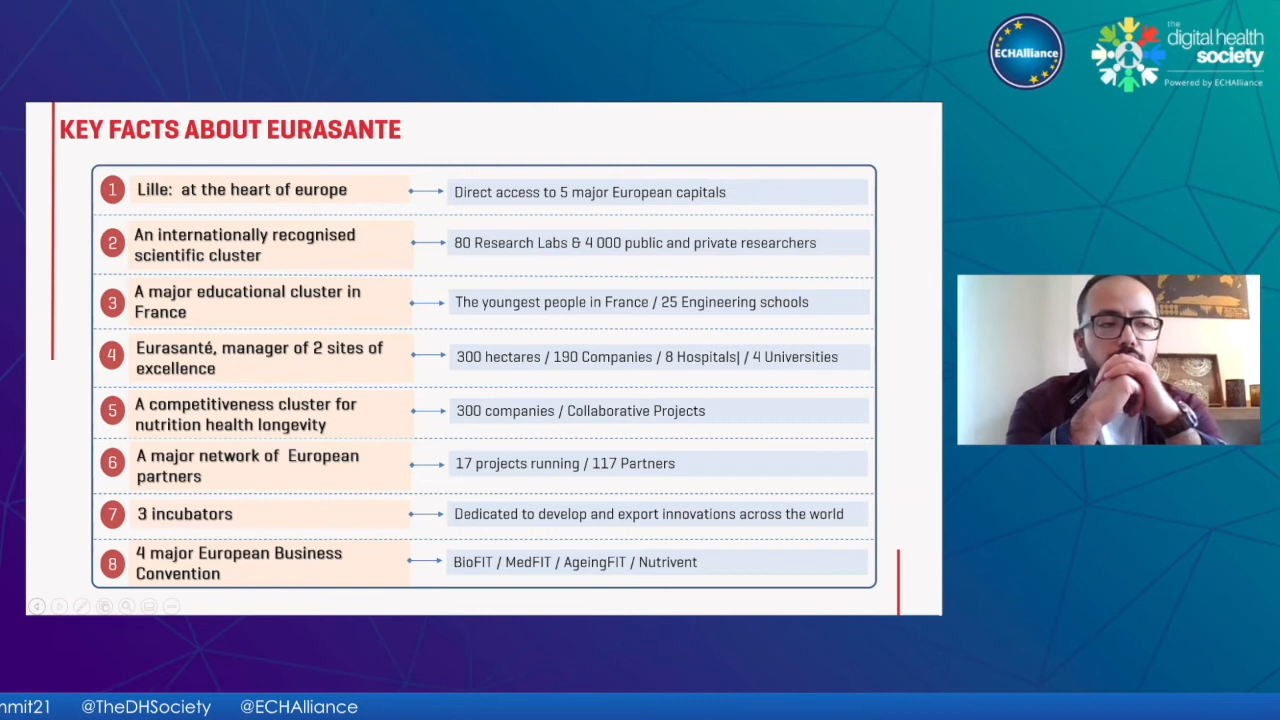 ECHAlliance
the
digital health
society
Powered by ECHAlliance
KEY FACTS ABOUT EURASANTE
1 Lille: at the heart of europe
Direct access to 5 major European capitals
2 An internationally recognised
scientific cluster
80 Research Labs & 4 000 public and private researchers
3 A major educational cluster in
France
The youngest people in France / 25 Engineering schools
4 Eurasanté, manager of 2 sites of
excellence
300 hectares / 190 Companies / 8 Hospitals| / 4 Universities
5 A competitiveness cluster for
nutrition health longevity
300 companies / Collaborative Projects
6 A major network of European
partners
17 projects running / 117 Partners
7 3 incubators
Dedicated to develop and export innovations across the world
8 4 major European Business
Convention
BioFIT / MedFIT / AgeingFIT / Nutrivent
mmit21 @TheDHSociety @ECHAlliance